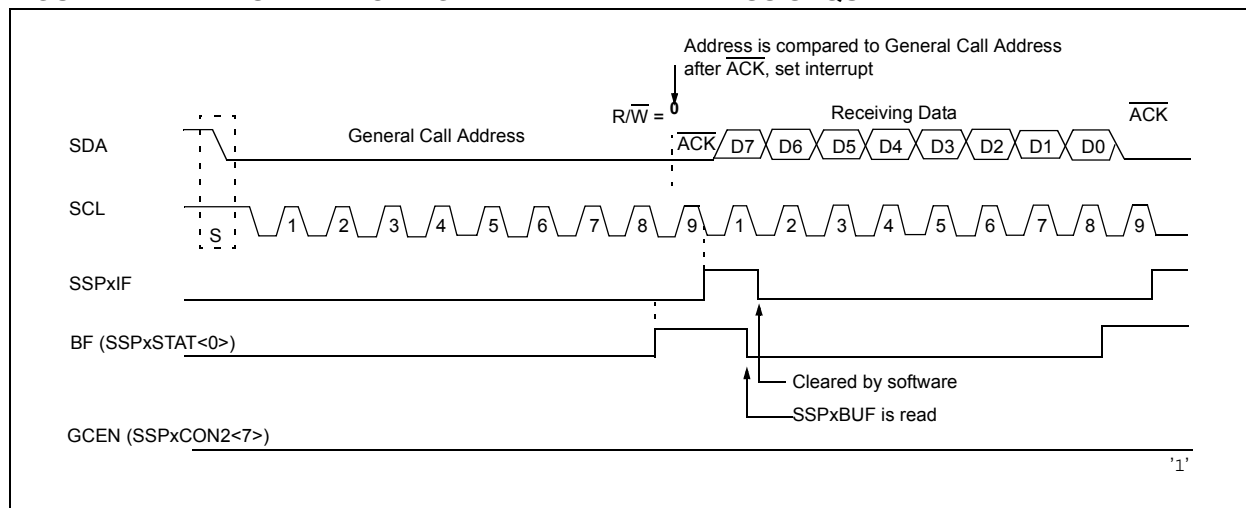 Address is compared to General Call Address
after ACK, set interrupt
R/W = 0
General Call Address
Receiving Data
ACK
SDA
ACK D7 D6 D5 D4 D3 D2 D1 D0
SCL
S
1 2 3 4 5 6 7 8 9 1 2 3 4 5 6 7 8 9
SSPxIF
BF (SSPxSTAT<0>)
Cleared by software
SSPxBUF is read
GCEN (SSPxCON2<7>)
'1'